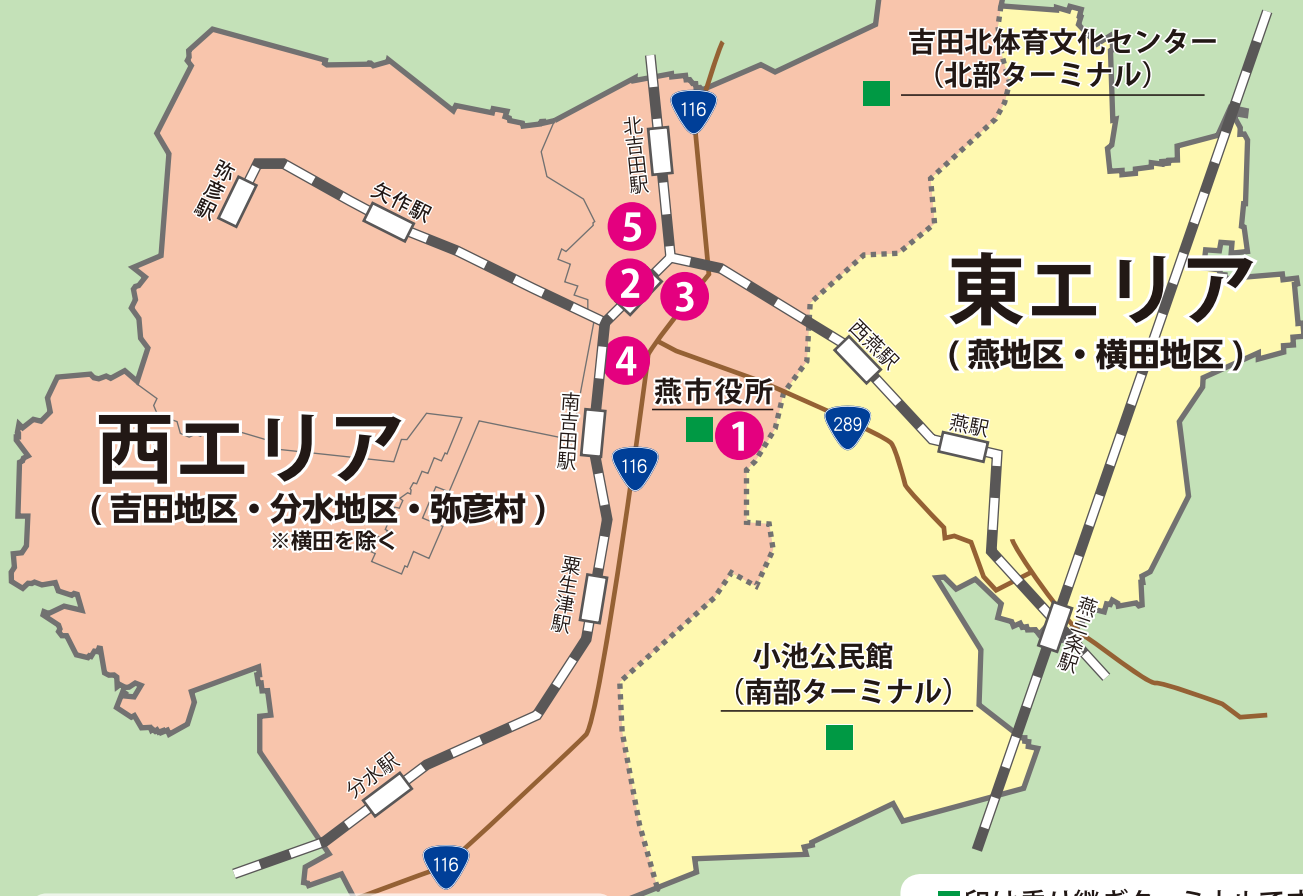 吉田北体育文化センター
（北部ターミナル）
116
北吉田駅
弥彦駅
矢作駅
5
2
3
東エリア
（燕地区・横田地区）
西燕駅
4
燕市役所
1
289
燕駅
南吉田駅
西エリア
（吉田地区・分水地区・弥彦村）
※横田を除く
116
粟生津駅
燕三条駅
小池公民館
（南部ターミナル）
分水駅
116